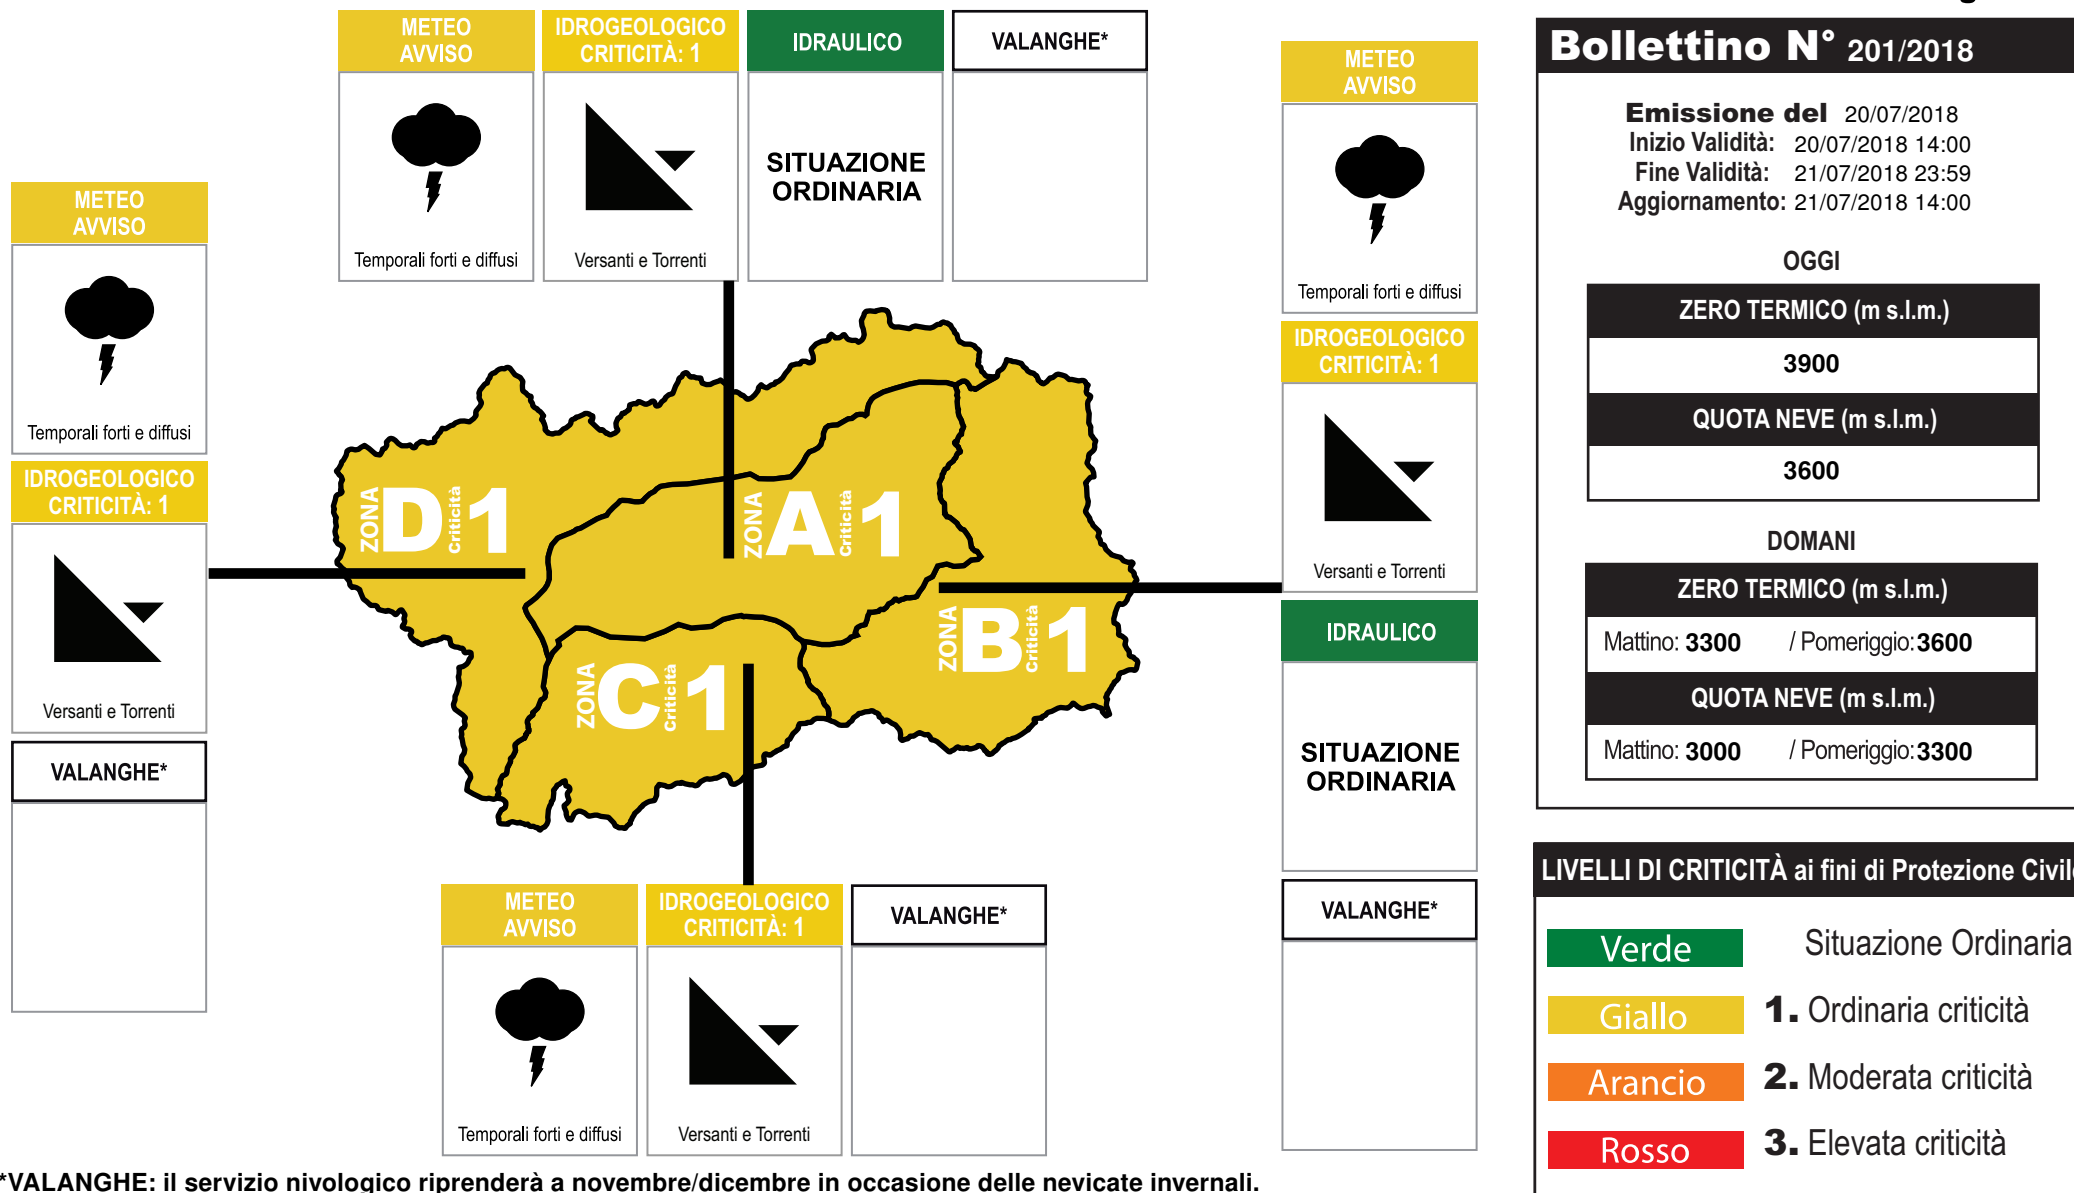 METEO
AVVISO
Temporali forti e diffusi
IDROGEOLOGICO
CRITICITÀ: 1
Versanti e Torrenti
IDRAULICO
SITUAZIONE
ORDINARIA
VALANGHE*
METEO
AVVISO
Temporali forti e diffusi
IDROGEOLOGICO
CRITICITÀ: 1
Versanti e Torrenti
VALANGHE*
ZONA D Criticità 1
ZONA A Criticità 1
ZONA B Criticità 1
ZONA C Criticità 1
METEO
AVVISO
Temporali forti e diffusi
IDROGEOLOGICO
CRITICITÀ: 1
Versanti e Torrenti
IDRAULICO
SITUAZIONE
ORDINARIA
VALANGHE*
METEO
AVVISO
Temporali forti e diffusi
IDROGEOLOGICO
CRITICITÀ: 1
Versanti e Torrenti
VALANGHE*
*VALANGHE: il servizio nivologico riprenderà a novembre/dicembre in occasione delle nevicate invernali.
Bollettino N° 201/2018
Emissione del 20/07/2018
Inizio Validità: 20/07/2018 14:00
Fine Validità: 21/07/2018 23:59
Aggiornamento: 21/07/2018 14:00
OGGI
ZERO TERMICO (m s.l.m.)
3900
QUOTA NEVE (m s.l.m.)
3600
DOMANI
ZERO TERMICO (m s.l.m.)
Mattino: 3300 / Pomeriggio: 3600
QUOTA NEVE (m s.l.m.)
Mattino: 3000 / Pomeriggio: 3300
LIVELLI DI CRITICITÀ ai fini di Protezione Civile
Verde Situazione Ordinaria
Giallo 1. Ordinaria criticità
Arancio 2. Moderata criticità
Rosso 3. Elevata criticità